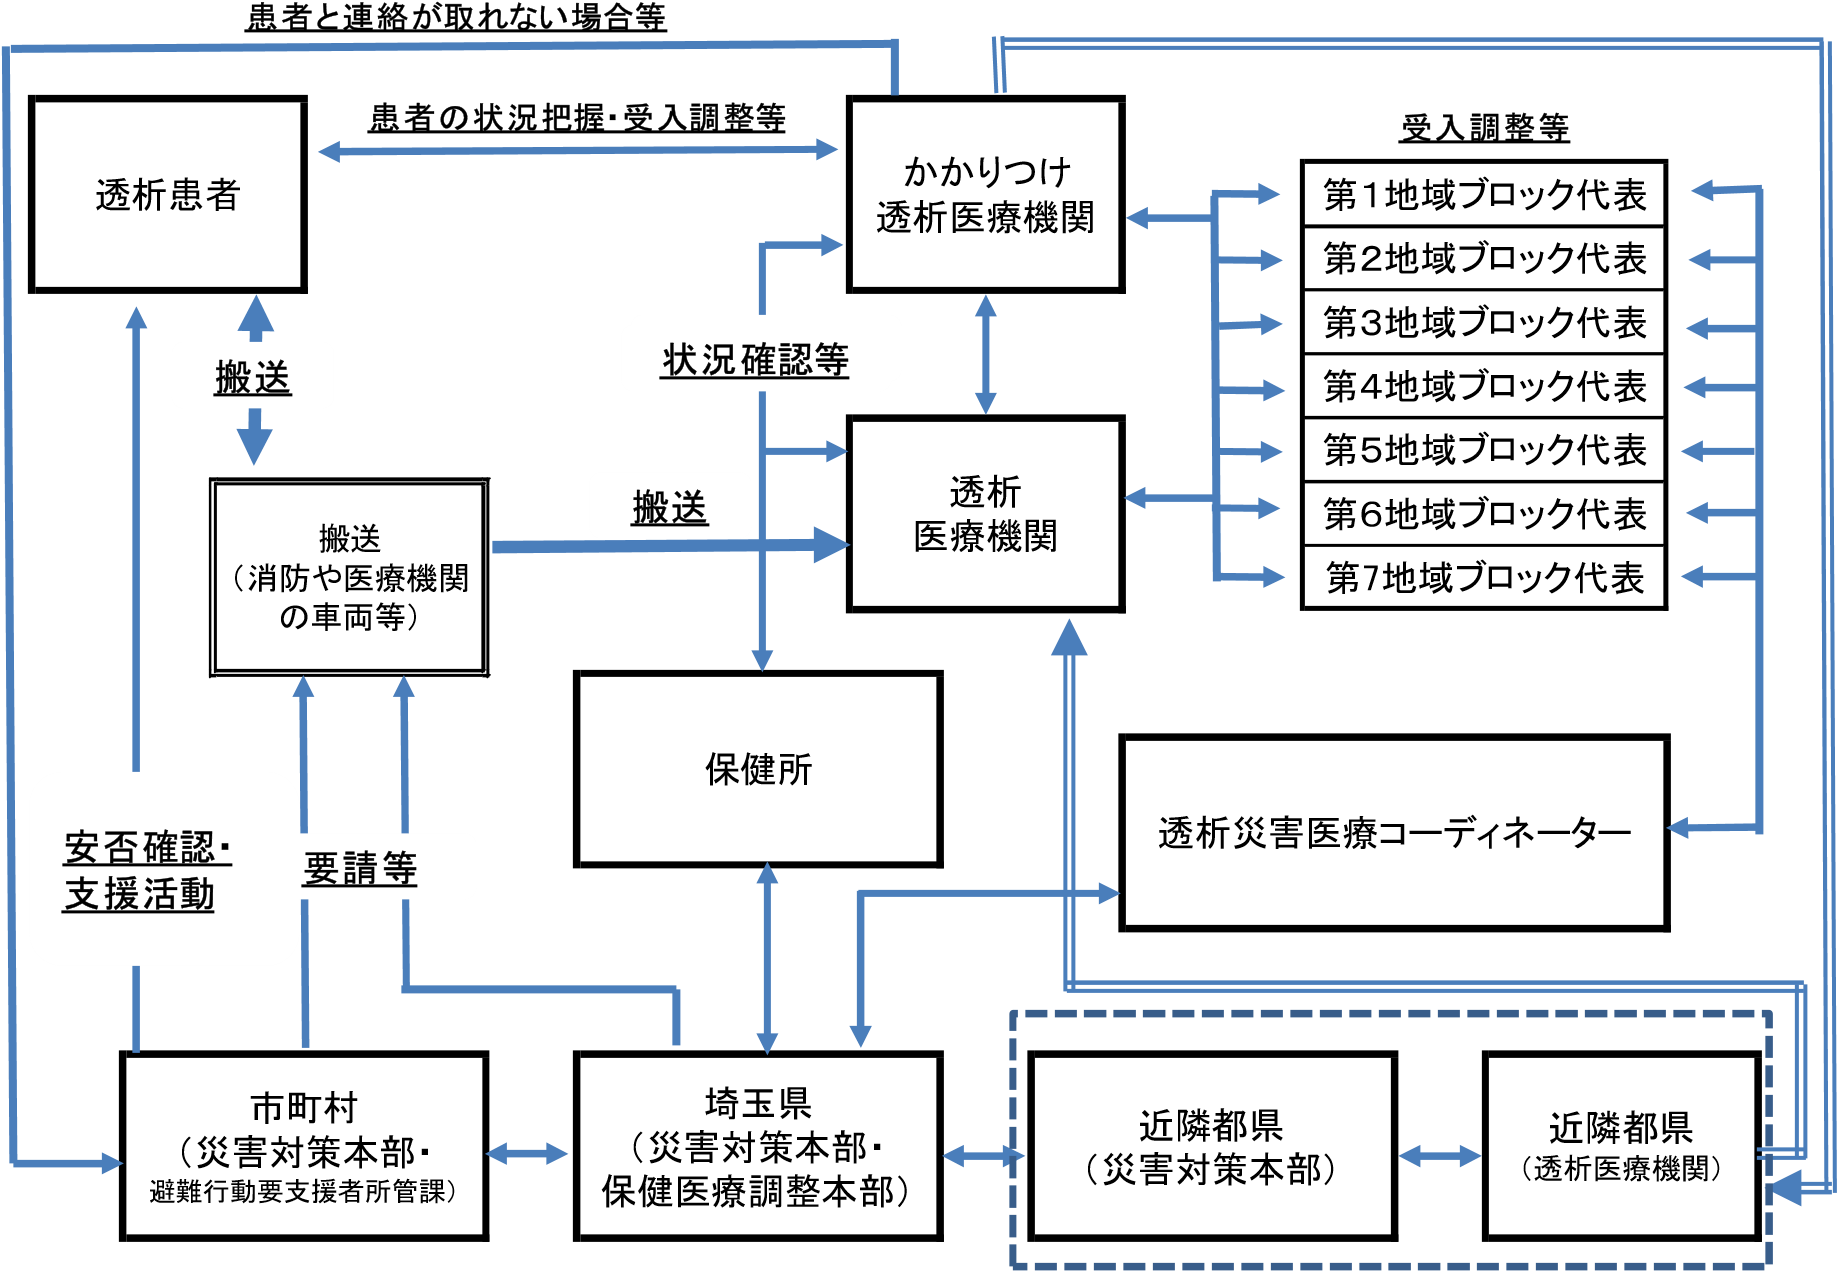 患者と連絡が取れない場合等
患者の状況把握・受入調整等
受入調整等
透析患者
かかりつけ
透析医療機関
第1地域ブロック代表
第2地域ブロック代表
第3地域ブロック代表
第4地域ブロック代表
第5地域ブロック代表
第6地域ブロック代表
第7地域ブロック代表
搬送
状況確認等
搬送
透析
医療機関
搬送
（消防や医療機関
の車両等）
保健所
透析災害医療コーディネーター
安否確認・
支援活動
要請等
市町村
（災害対策本部・
避難行動要支援者所管課）
埼玉県
（災害対策本部・
保健医療調整本部）
近隣都県
（災害対策本部）
近隣都県
（透析医療機関）